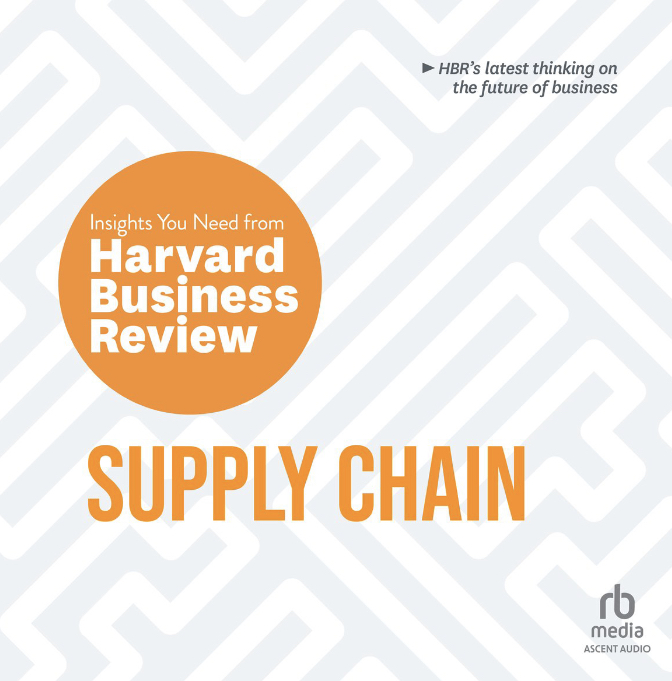 ► HBR's latest thinking on
the future of business
Insights You Need from
Harvard
Business
Review
SUPPLY CHAIN
rb
media
ASCENT AUDIO